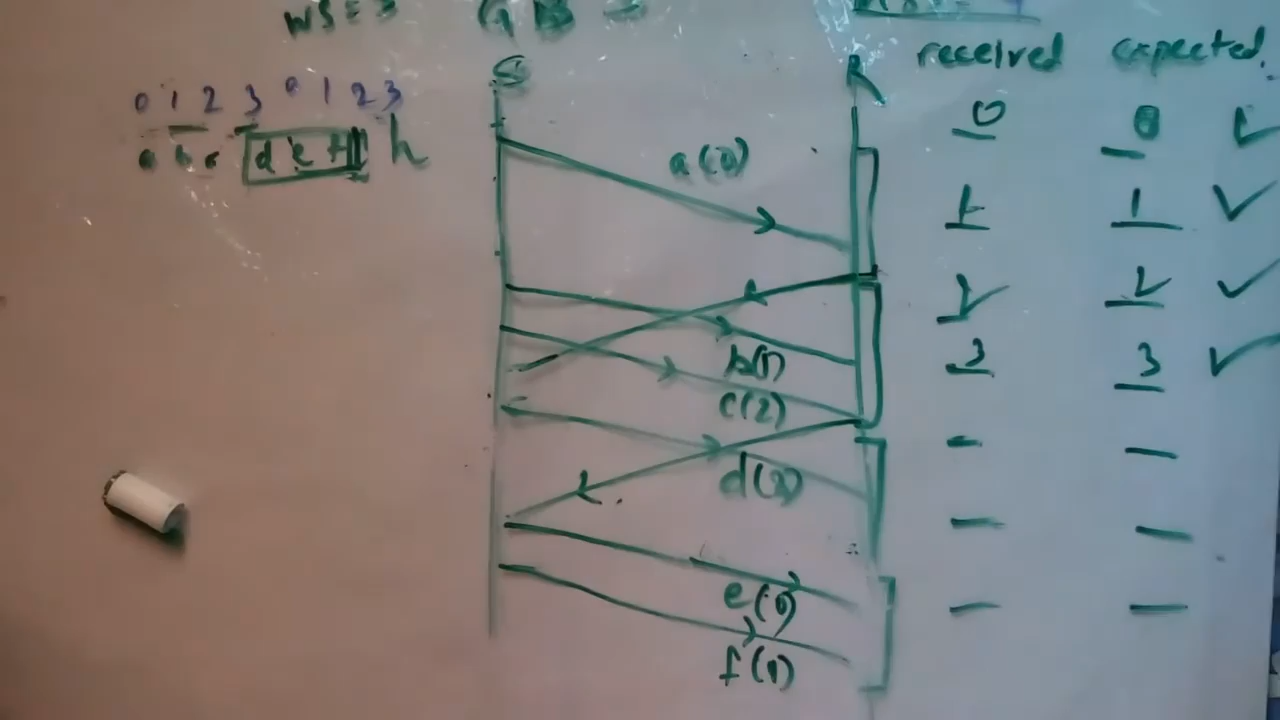 WS = 3 G B
S R received expected
0 1 2 3 0 1 2 3
a b c d e f h
a(0)
0 0 ✓
1 1 ✓
2 2 ✓
b(1)
3 3 ✓
c(2)
d(3)
e(0)
f(1)